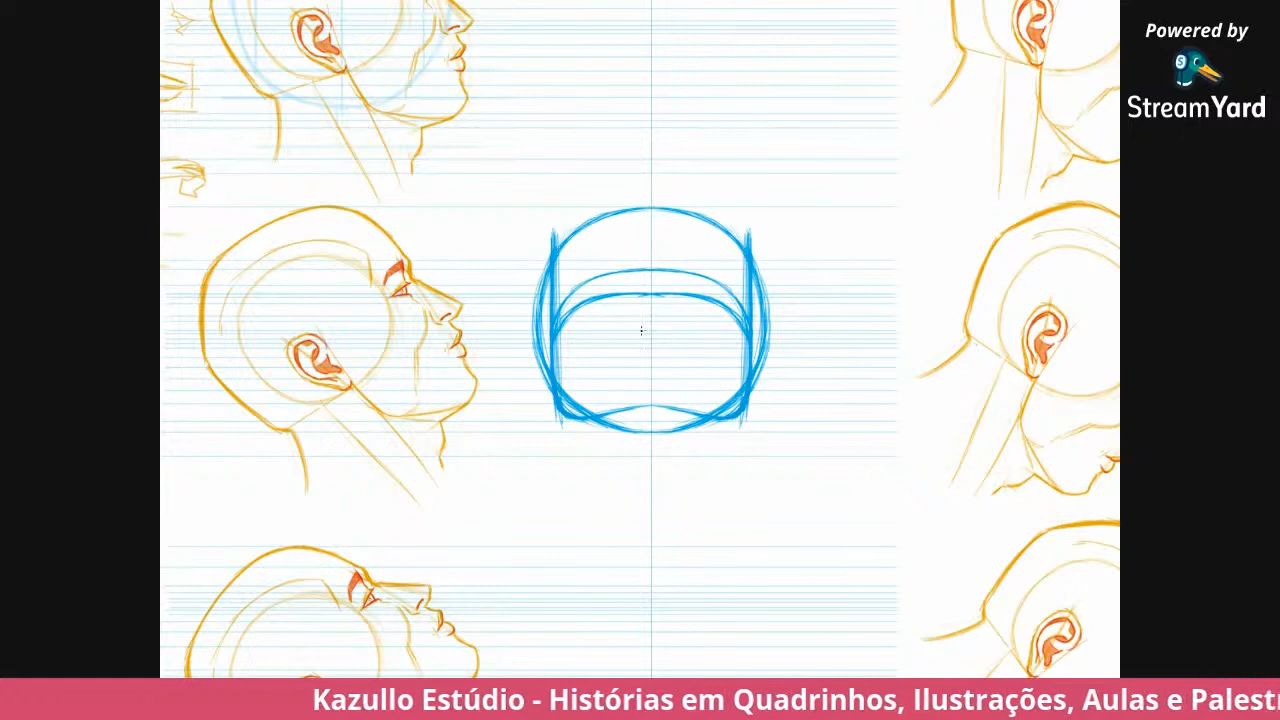 Powered by
StreamYard
Kazullo Estúdio - Histórias em Quadrinhos, Ilustrações, Aulas e Palest